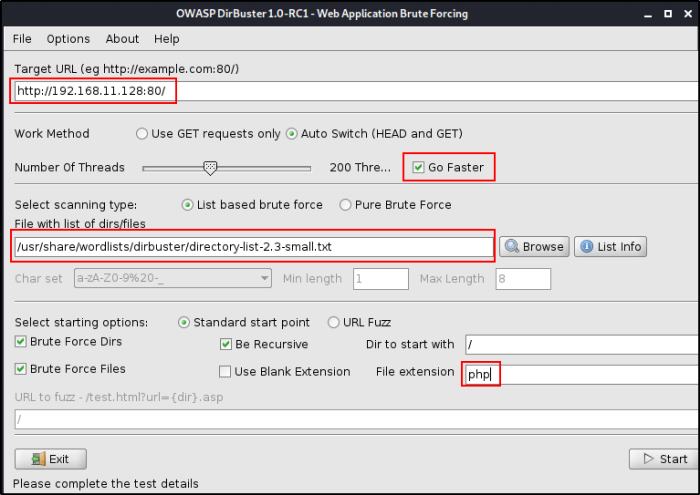 OWASP DirBuster 1.0-RC1 - Web Application Brute Forcing
File Options About Help
Target URL (eg http://example.com:80/)
http://192.168.11.128:80/
Work Method Use GET requests only Auto Switch (HEAD and GET)
Number Of Threads 200 Thre... Go Faster
Select scanning type: List based brute force Pure Brute Force
File with list of dirs/files
/usr/share/wordlists/dirbuster/directory-list-2.3-small.txt Browse List Info
Char set a-zA-Z0-9%20-_ Min length 1 Max Length 8
Select starting options: Standard start point URL Fuzz
Brute Force Dirs Be Recursive Dir to start with /
Brute Force Files Use Blank Extension File extension php
URL to fuzz - /test.html?url={dir}.asp
/
Exit Start
Please complete the test details